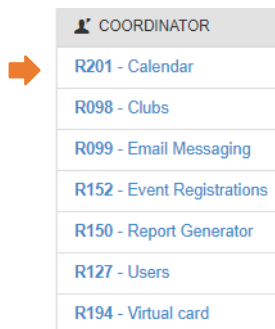 COORDINATOR
R201 - Calendar
R098 - Clubs
R099 - Email Messaging
R152 - Event Registrations
R150 - Report Generator
R127 - Users
R194 - Virtual card